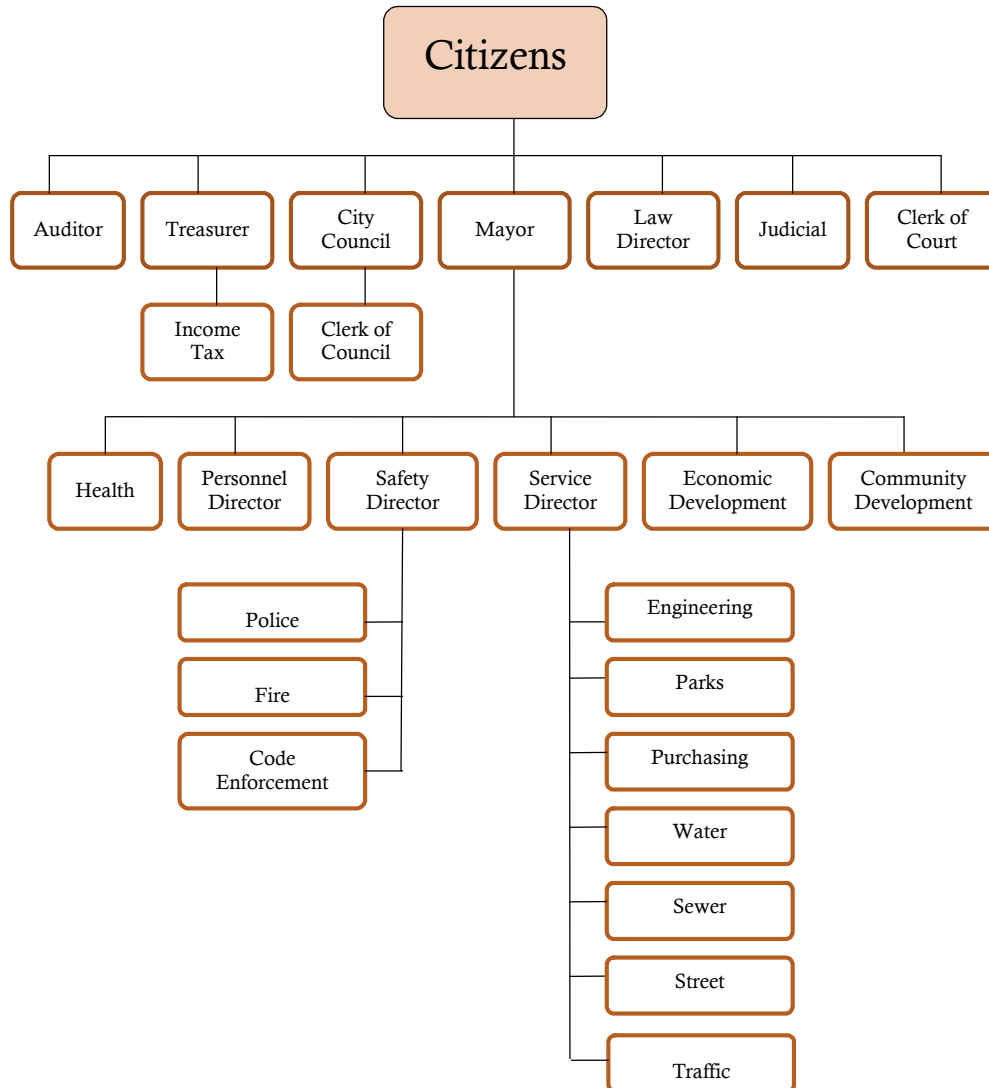 Citizens
Auditor
Treasurer
City
Council
Mayor
Law
Director
Judicial
Clerk of
Court
Income
Tax
Clerk of
Council
Health
Personnel
Director
Safety
Director
Service
Director
Economic
Development
Community
Development
Police
Fire
Code
Enforcement
Engineering
Parks
Purchasing
Water
Sewer
Street
Traffic